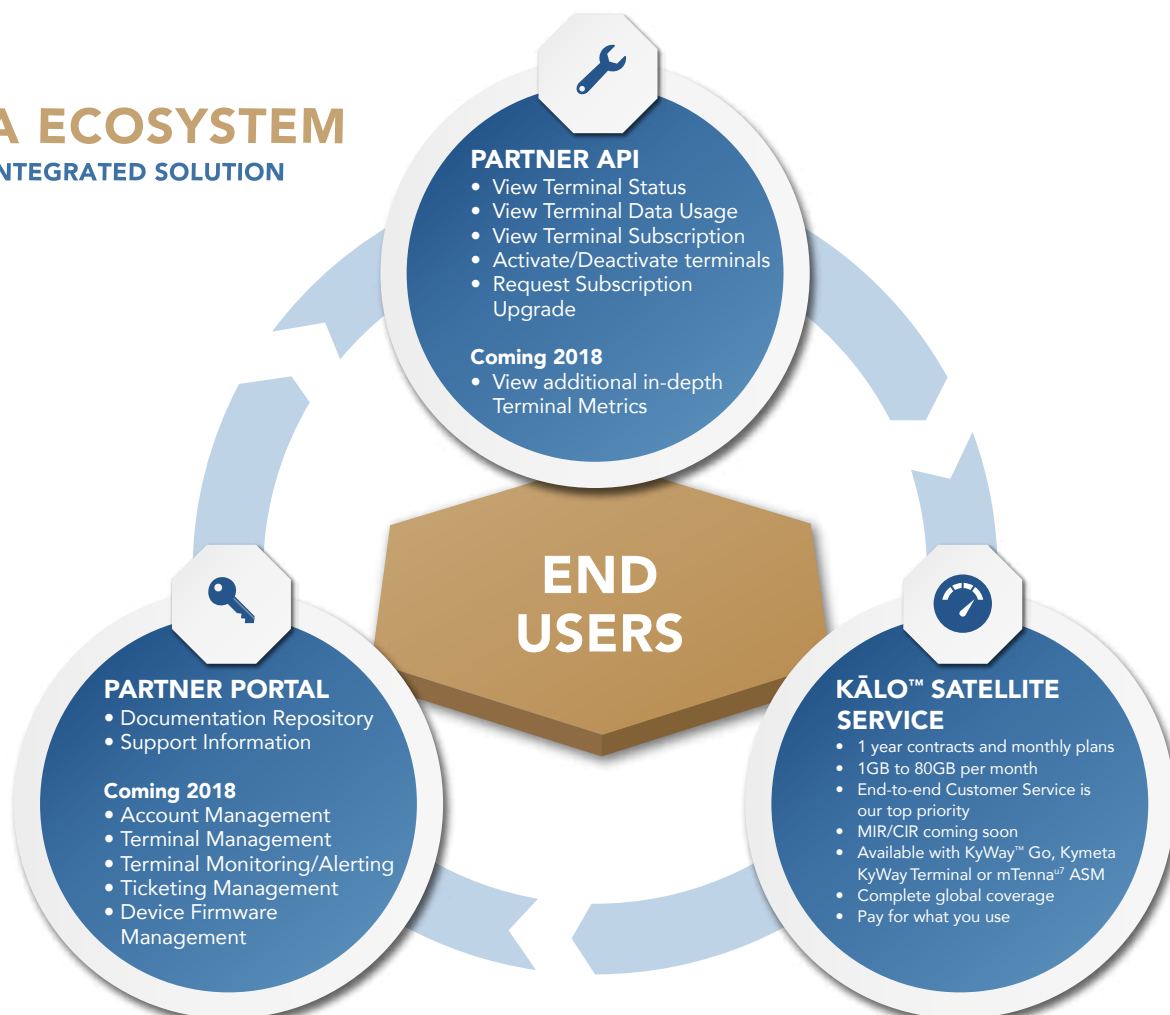 A ECOSYSTEM
NTEGRATED SOLUTION
PARTNER API
• View Terminal Status
• View Terminal Data Usage
• View Terminal Subscription
• Activate/Deactivate terminals
• Request Subscription
Upgrade
Coming 2018
• View additional in-depth
Terminal Metrics
END
USERS
PARTNER PORTAL
• Documentation Repository
• Support Information
Coming 2018
• Account Management
• Terminal Management
• Terminal Monitoring/Alerting
• Ticketing Management
• Device Firmware
Management
KĀLO™ SATELLITE
SERVICE
• 1 year contracts and monthly plans
• 1GB to 80GB per month
• End-to-end Customer Service is
our top priority
• MIR/CIR coming soon
• Available with KyWay™ Go, Kymeta
KyWay Terminal or mTennaᵘ⁷ ASM
• Complete global coverage
• Pay for what you use